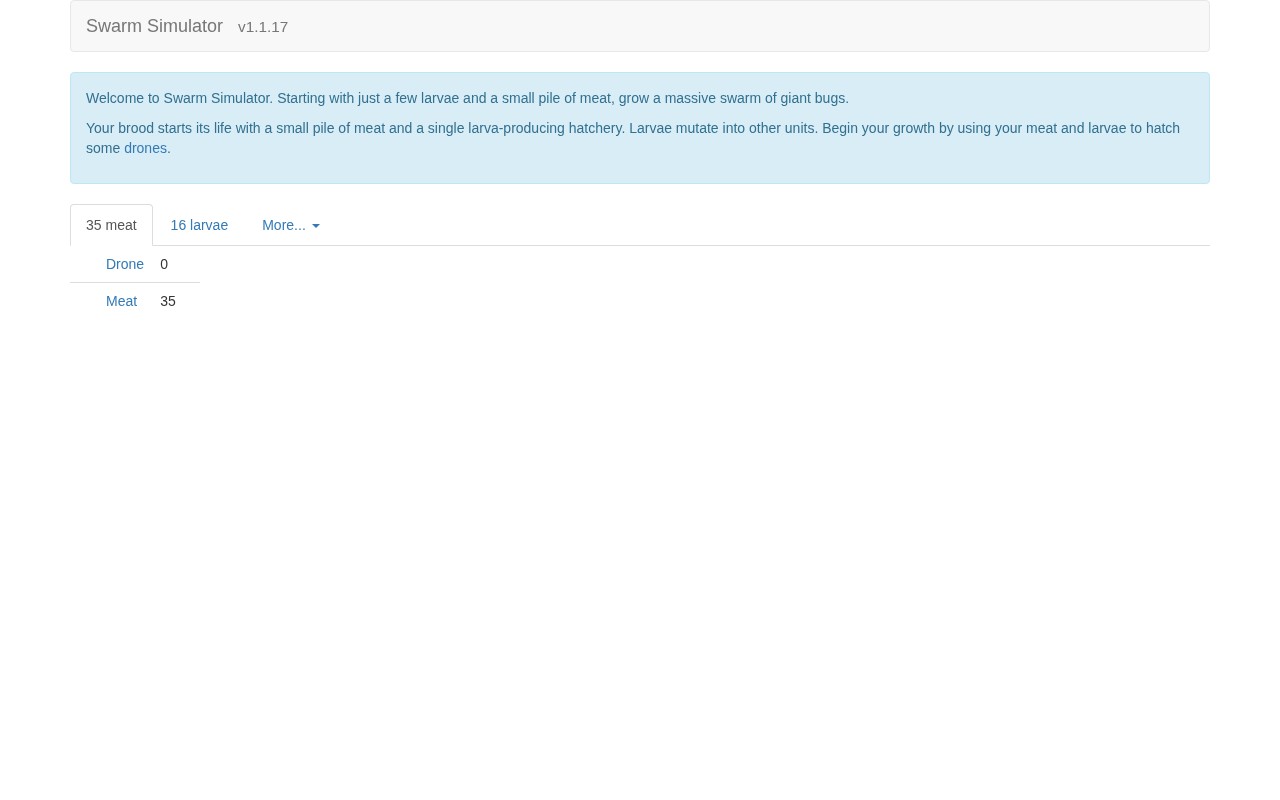 Swarm Simulator v1.1.17
Welcome to Swarm Simulator. Starting with just a few larvae and a small pile of meat, grow a massive swarm of giant bugs.
Your brood starts its life with a small pile of meat and a single larva-producing hatchery. Larvae mutate into other units. Begin your growth by using your meat and larvae to hatch
some drones.
35 meat 16 larvae More...
Drone 0
Meat 35